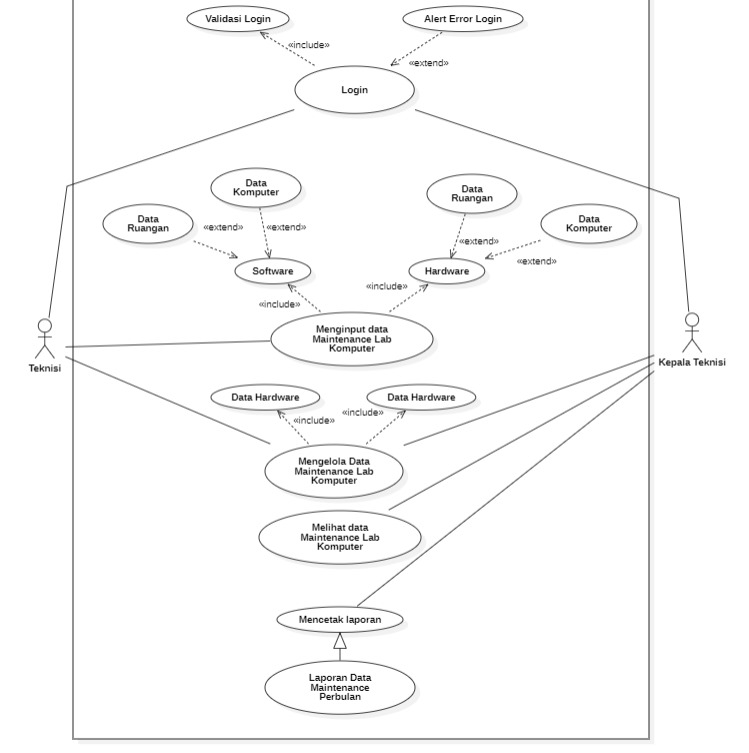 Validasi Login
Alert Error Login
«include»
«extend»
Login
Data
Komputer
Data
Ruangan
Data
Ruangan
Data
Komputer
«extend»
«extend»
«extend»
«extend»
Software
Hardware
«include»
«include»
Menginput data
Maintenance Lab
Komputer
Teknisi
Kepala Teknisi
Data Hardware
Data Hardware
«include»
«include»
Mengelola Data
Maintenance Lab
Komputer
Melihat data
Maintenance Lab
Komputer
Mencetak laporan
Laporan Data
Maintenance
Perbulan